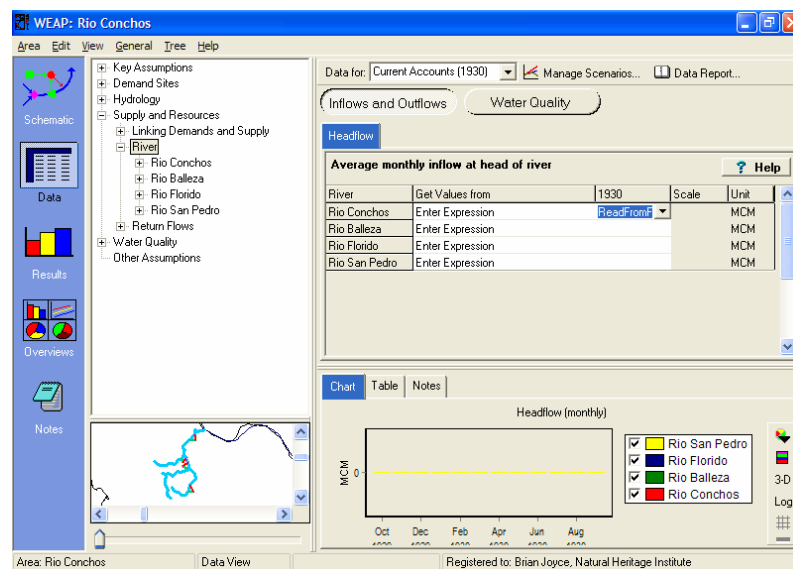 WEAP: Rio Conchos
Area Edit View General Tree Help
Schematic
Data
Results
Overviews
Notes
Key Assumptions
Demand Sites
Hydrology
Supply and Resources
Linking Demands and Supply
River
Rio Conchos
Rio Balleza
Rio Florido
Rio San Pedro
Return Flows
Water Quality
Other Assumptions
Data for: Current Accounts (1930) Manage Scenarios... Data Report...
Inflows and Outflows Water Quality
Headflow
Average monthly inflow at head of river ? Help
River Get Values from 1930 Scale Unit
Rio Conchos Enter Expression ReadFromF MCM
Rio Balleza Enter Expression MCM
Rio Florido Enter Expression MCM
Rio San Pedro Enter Expression MCM
Chart Table Notes
Headflow (monthly)
MCM
0
Oct Dec Feb Apr Jun Aug
Rio San Pedro
Rio Florido
Rio Balleza
Rio Conchos
3-D
Log
Area: Rio Conchos Data View Registered to: Brian Joyce, Natural Heritage Institute